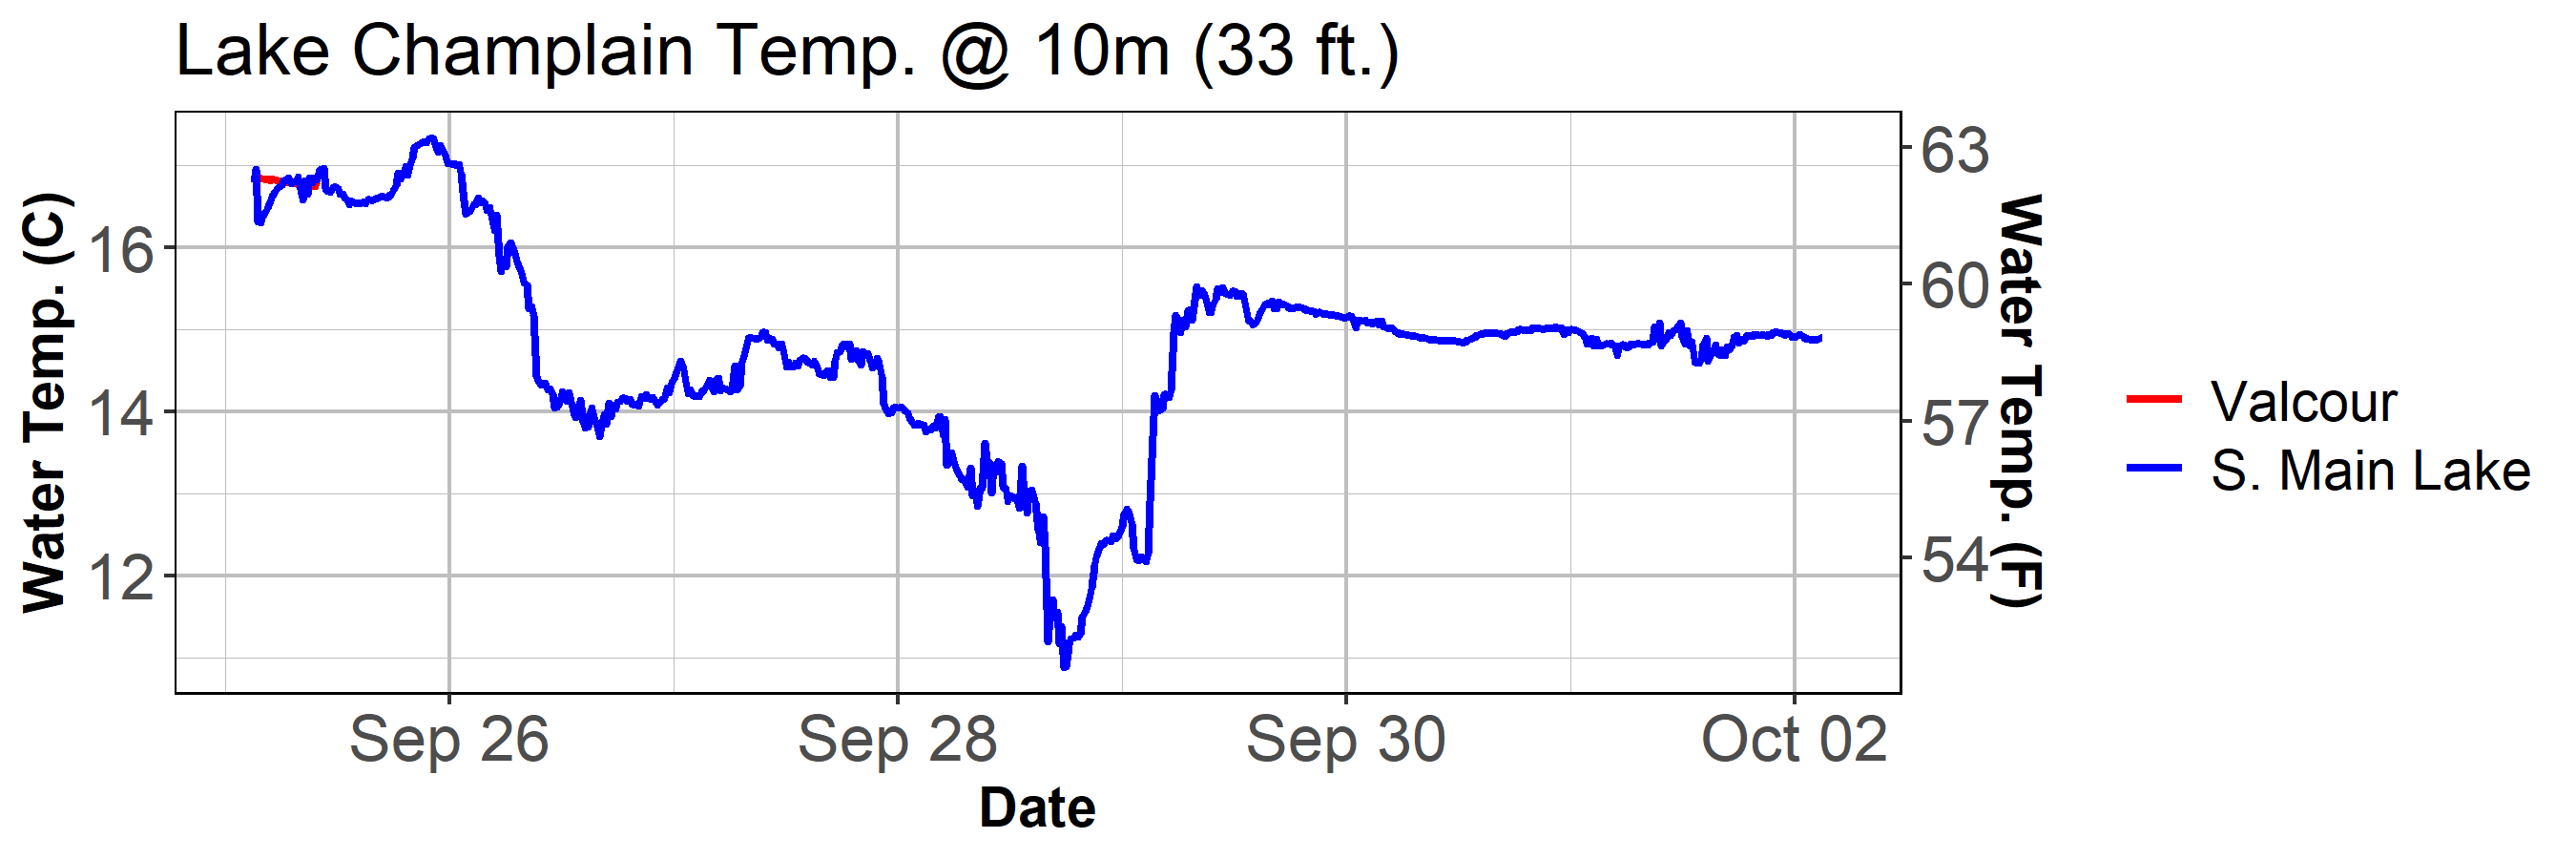 Lake Champlain Temp. @ 10m (33 ft.)
Water Temp. (C)
16
14
12
63
60
57
54
Water Temp. (F)
Sep 26
Sep 28
Sep 30
Oct 02
Date
Valcour
S. Main Lake